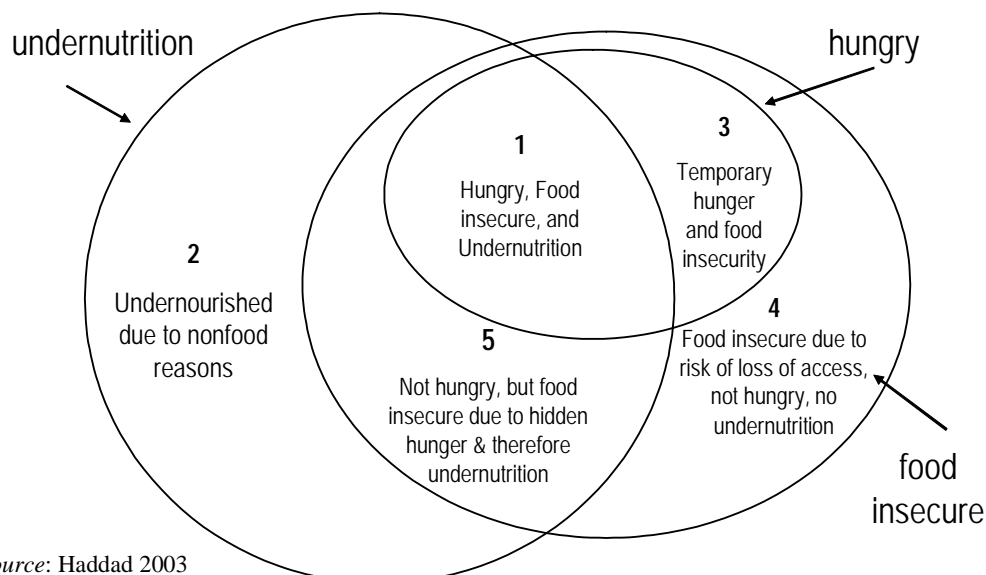 undernutrition
hungry
1
Hungry, Food
insecure, and
Undernutrition
3
Temporary
hunger
and food
insecurity
2
Undernourished
due to nonfood
reasons
5
Not hungry, but food
insecure due to hidden
hunger & therefore
undernutrition
4
Food insecure due to
risk of loss of access,
not hungry, no
undernutrition
food
insecure
ource: Haddad 2003